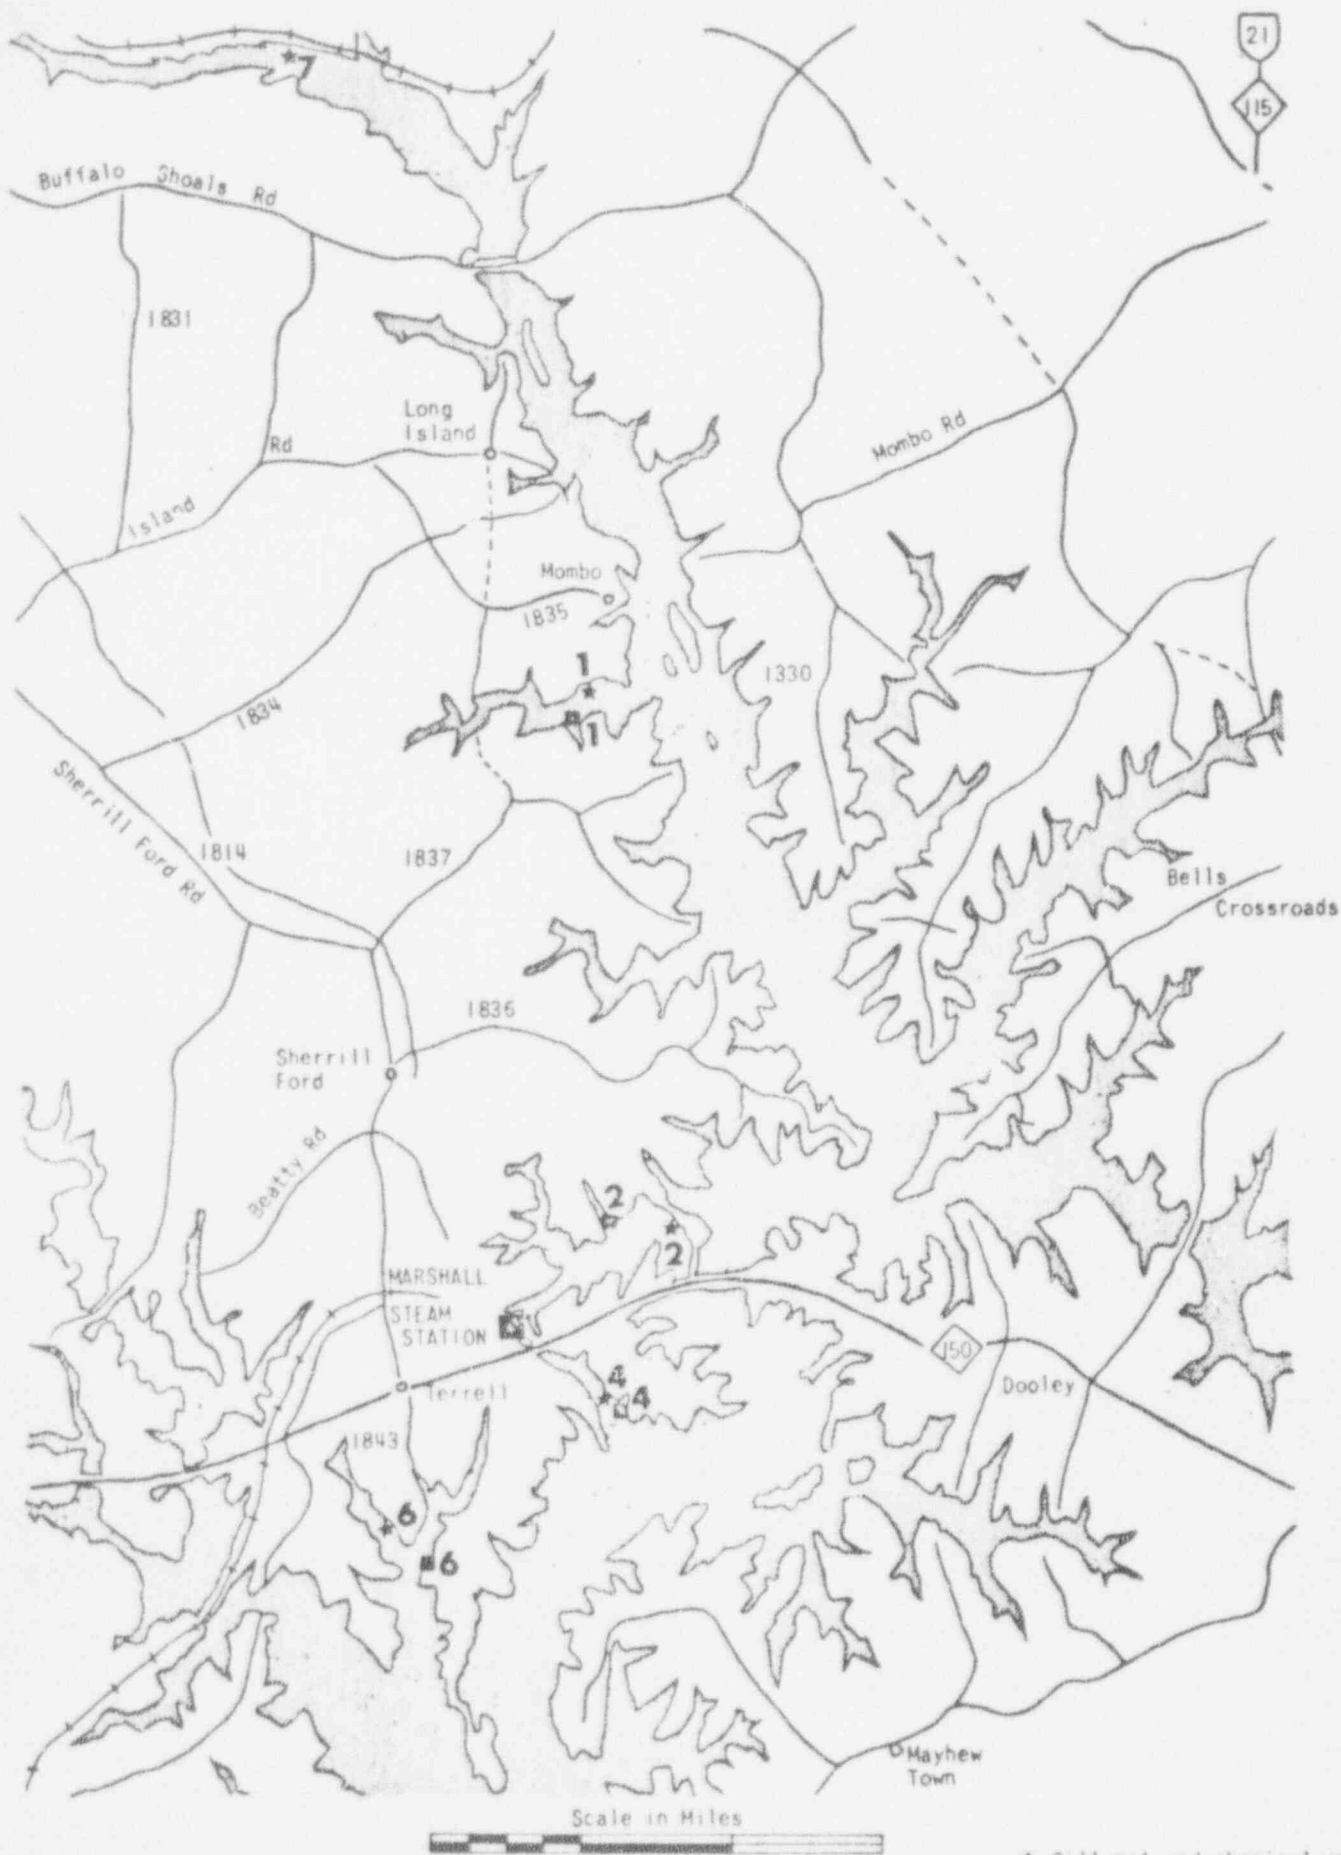 21
115
7
Buffalo Shoals Rd
1831
Long
Island
Rd
Island
Mombo Rd
Mombo
1835
1
1
1330
1834
Sherrill Ford Rd
1814
1837
Bells
Crossroads
1836
Sherrill
Ford
Beatty Rd
2
2
MARSHALL
STEAM
STATION
150
Terrell
4
4
Dooley
1843
6
6
Mayhew
Town
Scale in Miles